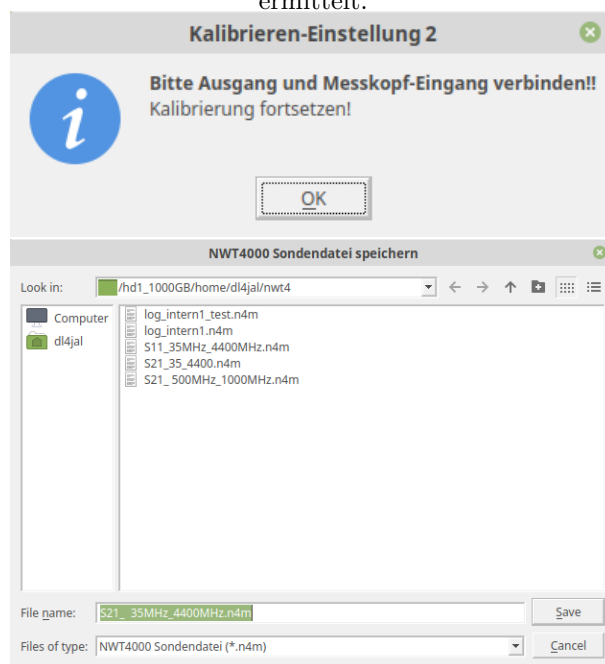 ermittelt.
Kalibrieren-Einstellung 2
Bitte Ausgang und Messkopf-Eingang verbinden!!
Kalibrierung fortsetzen!
OK
NWT4000 Sondendatei speichern
Look in: /hd1_1000GB/home/dl4jal/nwt4
Computer
dl4jal
log_intern1_test.n4m
log_intern1.n4m
S11_35MHz_4400MHz.n4m
S21_35_4400.n4m
S21_ 500MHz_1000MHz.n4m
File name: S21_ 35MHz_4400MHz.n4m Save
Files of type: NWT4000 Sondendatei (*.n4m) Cancel